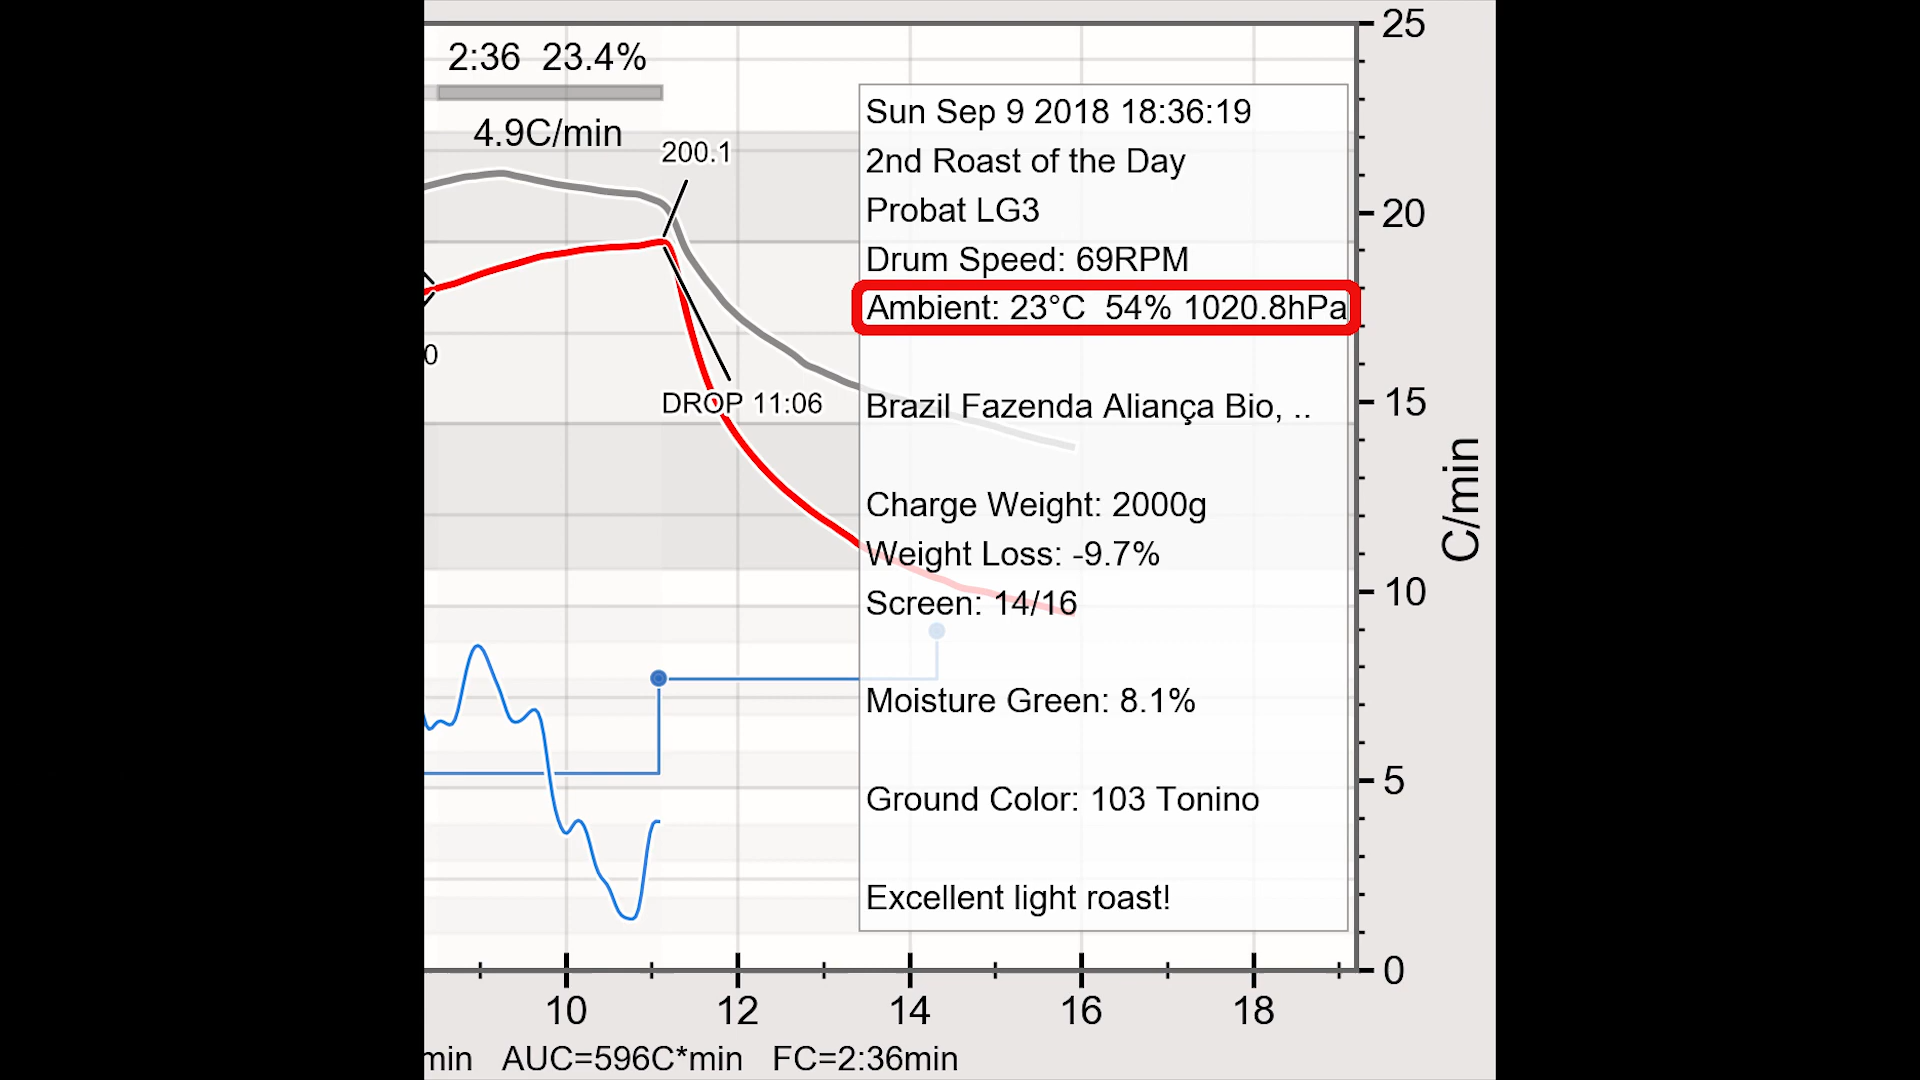 2:36 23.4%
4.9C/min
200.1
0
DROP 11:06
Sun Sep 9 2018 18:36:19
2nd Roast of the Day
Probat LG3
Drum Speed: 69RPM
Ambient: 23°C 54% 1020.8hPa
Brazil Fazenda Aliança Bio, ..
Charge Weight: 2000g
Weight Loss: -9.7%
Screen: 14/16
Moisture Green: 8.1%
Ground Color: 103 Tonino
Excellent light roast!
25
20
15
10
5
0
C/min
10 12 14 16 18
min AUC=596C*min FC=2:36min